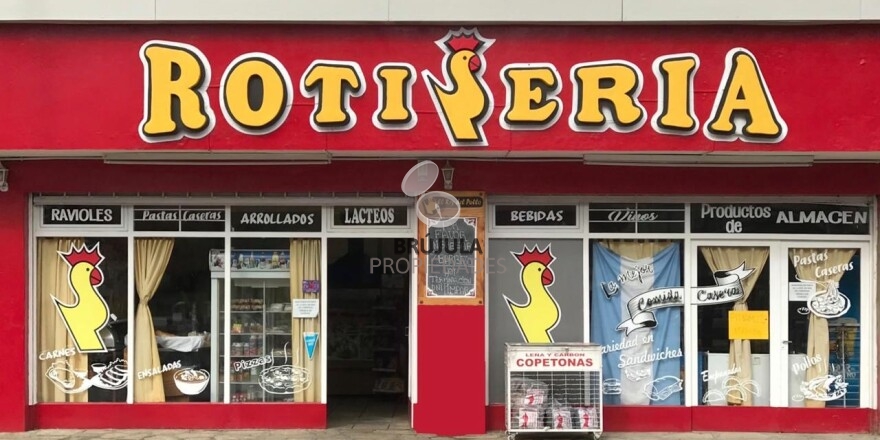 ROTISERIA
RAVIOLES
Pastas Caseras
ARROLLADOS
LACTEOS
BEBIDAS
Vinos
Productos de ALMACEN
BRUJULA
PROPIEDADES
La mejor
Comida Casera
Variedad en Sandwiches
Pastas Caseras
CARNES
ENSALADAS
Pizzas
Empanadas
Pollos
LEÑA Y CARBON
COPETONAS